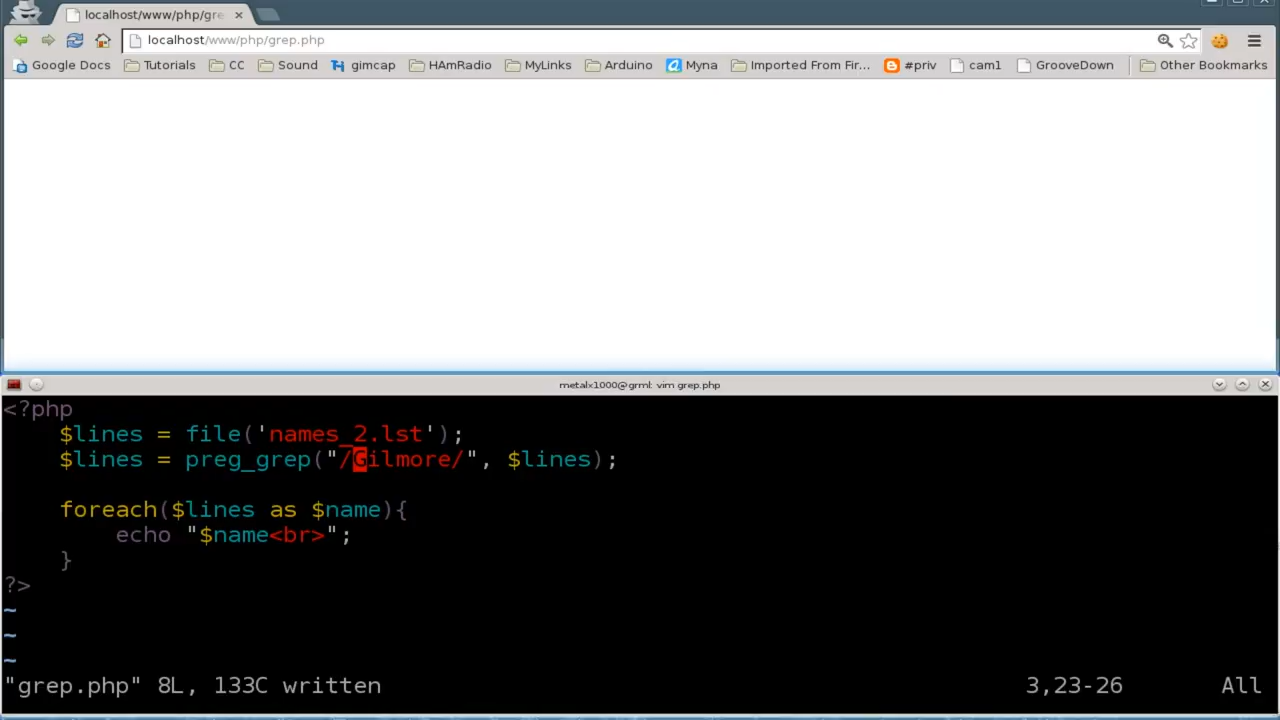 localhost/www/php/gre
localhost/www/php/grep.php
Google Docs Tutorials CC Sound gimcap HAmRadio MyLinks Arduino Myna Imported From Fir... #priv cam1 GrooveDown Other Bookmarks
metalx1000@grml: vim grep.php
<?php
$lines = file('names_2.lst');
$lines = preg_grep("/Gilmore/", $lines);
foreach($lines as $name){
echo "$name<br>";
}
?>
~
~
~
"grep.php" 8L, 133C written 3,23-26 All